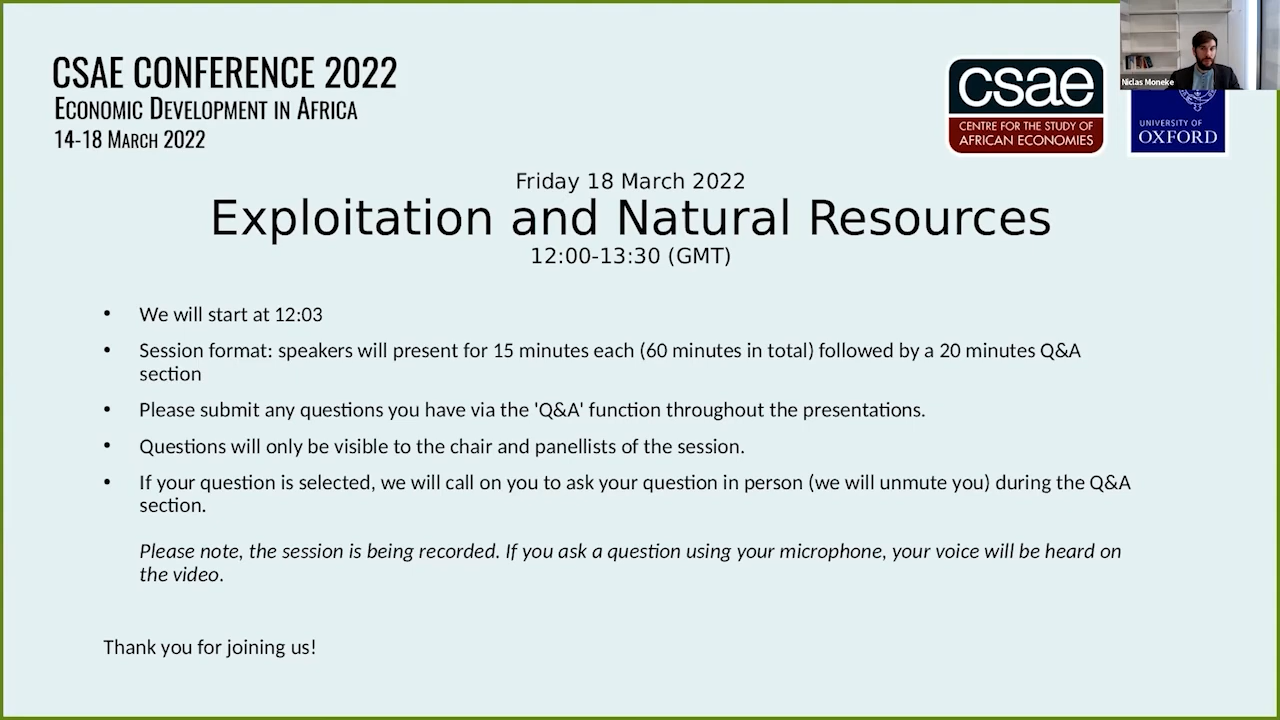 CSAE CONFERENCE 2022
ECONOMIC DEVELOPMENT IN AFRICA
14-18 MARCH 2022
csae
CENTRE FOR THE STUDY OF
AFRICAN ECONOMIES
Niclas Moneke
UNIVERSITY OF
OXFORD
Friday 18 March 2022
Exploitation and Natural Resources
12:00-13:30 (GMT)
• We will start at 12:03
• Session format: speakers will present for 15 minutes each (60 minutes in total) followed by a 20 minutes Q&A
section
• Please submit any questions you have via the 'Q&A' function throughout the presentations.
• Questions will only be visible to the chair and panellists of the session.
• If your question is selected, we will call on you to ask your question in person (we will unmute you) during the Q&A
section.
Please note, the session is being recorded. If you ask a question using your microphone, your voice will be heard on
the video.
Thank you for joining us!